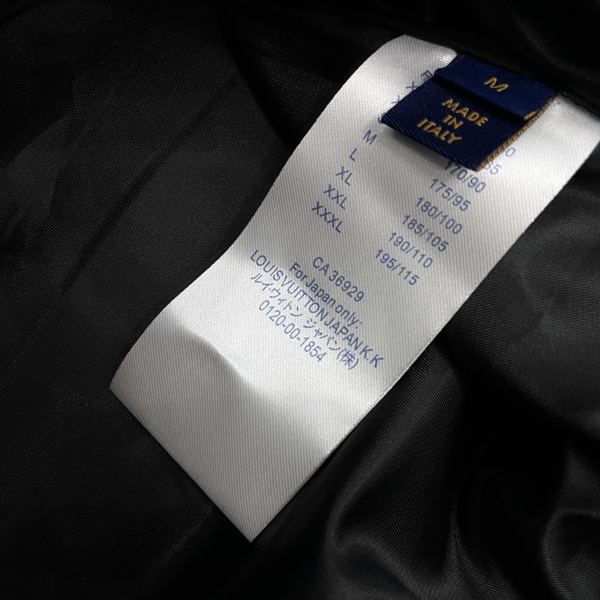 M
MADE
IN
ITALY
M 170/90
L 175/95
XL 180/100
XXL 185/105
XXXL 190/110
195/115
CA 36929
For Japan only:
LOUIS VUITTON JAPAN K.K
ルイ・ヴィトン ジャパン(株)
0120-00-1854